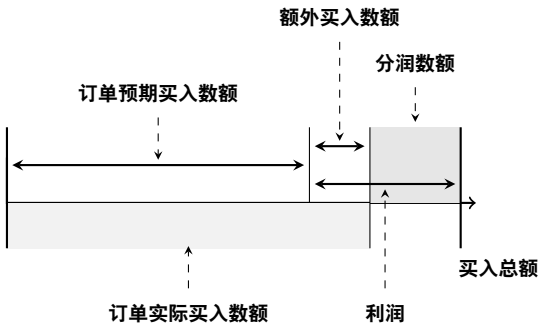 额外买入数额
分润数额
订单预期买入数额
买入总额
订单实际买入数额
利润